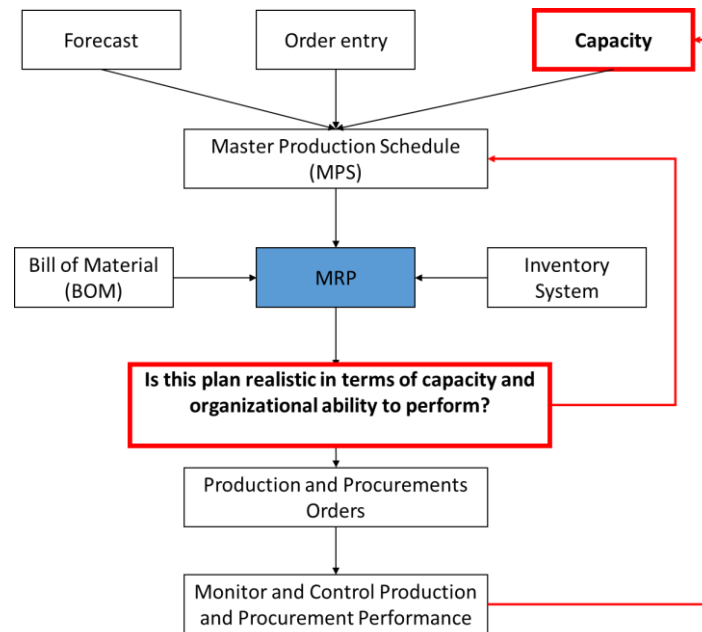 Forecast
Order entry
Capacity
Master Production Schedule
(MPS)
Bill of Material
(BOM)
MRP
Inventory
System
Is this plan realistic in terms of capacity and
organizational ability to perform?
Production and Procurements
Orders
Monitor and Control Production
and Procurement Performance